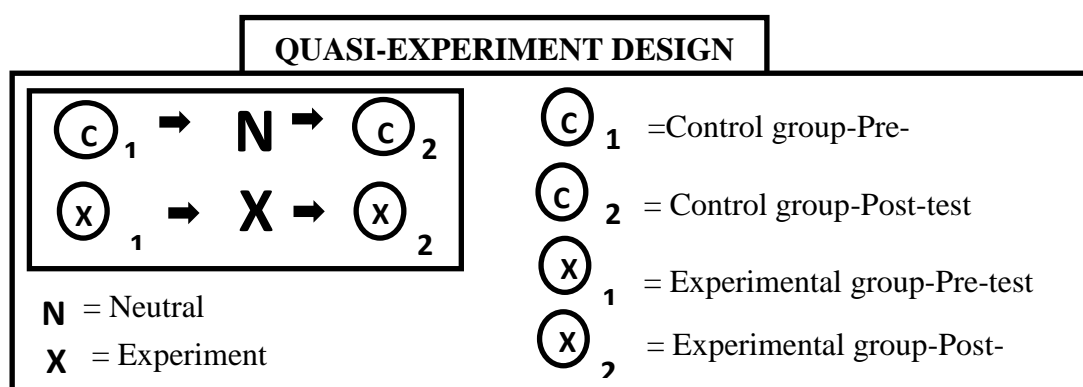 QUASI-EXPERIMENT DESIGN
C 1 ➡ N ➡ C 2
X 1 ➡ X ➡ X 2
N = Neutral
X = Experiment
C 1 =Control group-Pre-
C 2 = Control group-Post-test
X 1 = Experimental group-Pre-test
X 2 = Experimental group-Post-